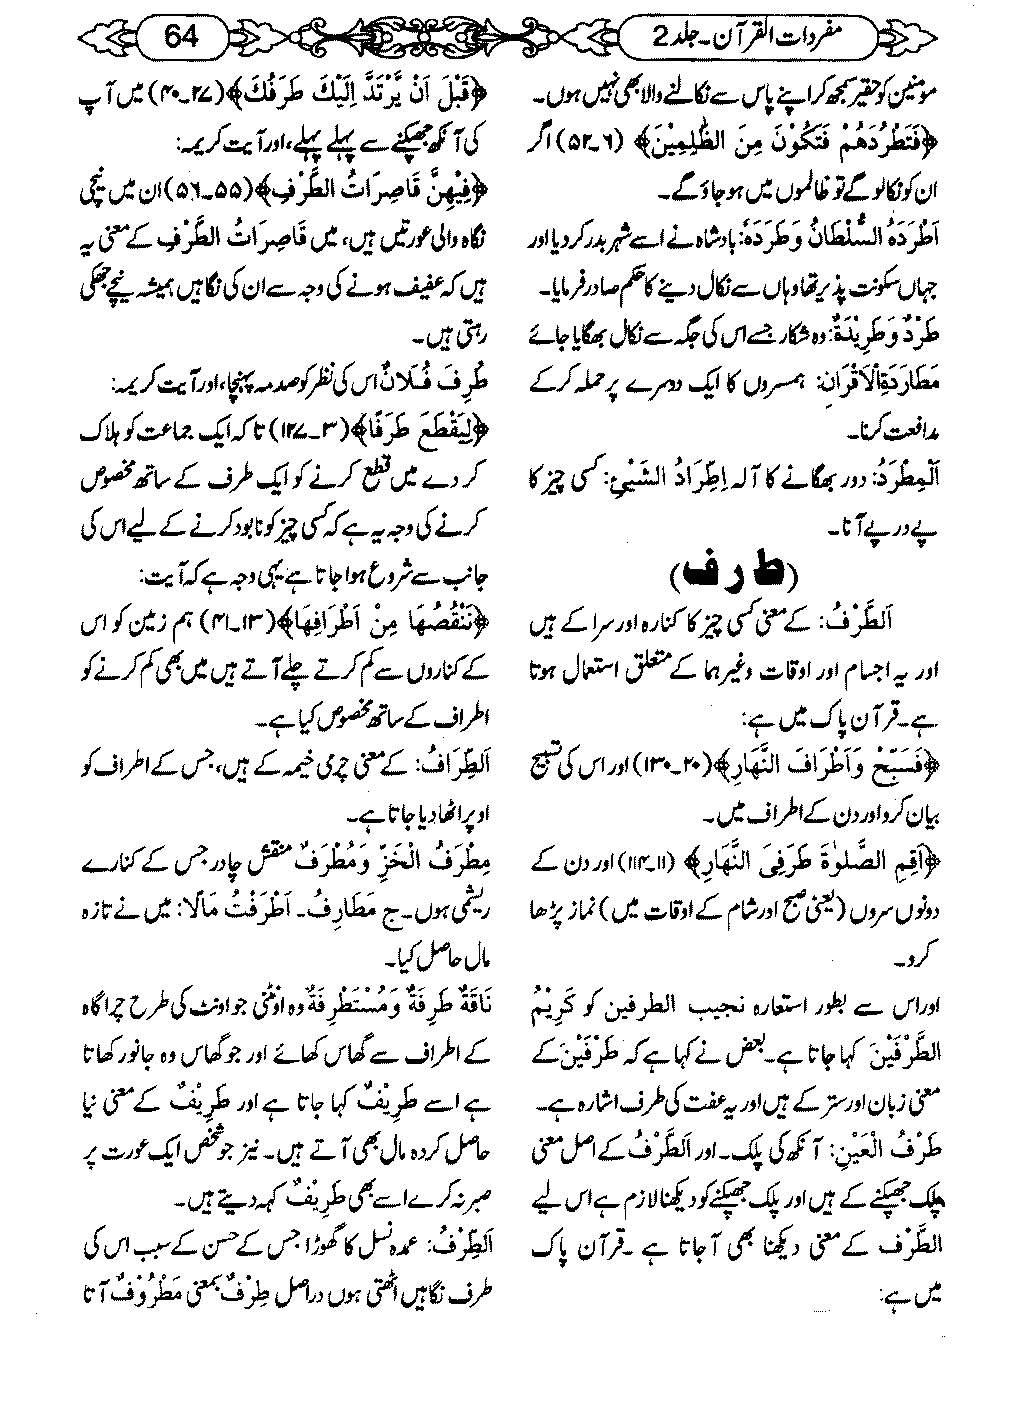 مفردات القرآن۔جلد 2
64
مومنین کو حقیر سمجھ کر اپنے پاس سے نکالنے والا بھی نہیں ہوں۔
﴿فَتَطْرُدَهُمْ فَتَكُوْنَ مِنَ الظّٰلِمِيْنَ﴾ (۶۔۵۲) اگر
ان کو نکالو گے تو ظالموں میں ہو جاؤ گے۔
اَطْرَدَهُ السُّلْطَانُ وَطَرَدَهٗ: بادشاہ نے اسے شہر بدر کر دیا اور
جہاں سکونت پذیر تھا وہاں سے نکال دینے کا حکم صادر فرمایا۔
طَرْدٌ وَطَرِيْدَةٌ: وہ شکار جسے اس کی جگہ سے نکال بھگایا جائے
مَطَارَدَةُ الْاَقْرَانِ: ہمسروں کا ایک دوسرے پر حملہ کر کے
مدافعت کرنا۔
اَلْمِطْرَدُ: دور بھگانے کا آلہ اِطِّرَادُ الشَّيْئِ: کسی چیز کا
پے در پے آنا۔
(ط ر ف)
اَلطَّرْفُ: کے معنی کسی چیز کا کنارہ اور سرا کے ہیں
اور یہ اجسام اور اوقات وغیرہما کے متعلق استعمال ہوتا
ہے۔قرآن پاک میں ہے:
﴿فَسَبِّحْ وَاَطْرَافَ النَّهَارِ﴾ (۲۰۔۱۳۰) اور اس کی تسبیح
بیان کرو اور دن کے اطراف میں۔
﴿اَقِمِ الصَّلٰوةَ طَرَفَيِ النَّهَارِ﴾ (۱۱۔۱۱۴) اور دن کے
دونوں سروں (یعنی صبح اور شام کے اوقات میں) نماز پڑھا
کرو۔
اور اس سے بطور استعارہ نجیب الطرفین کو كَرِيْمُ
الطَّرْفَيْنَ کہا جاتا ہے۔بعض نے کہا ہے کہ طَرْفَيْنَ کے
معنی زبان اور ستر کے ہیں اور یہ عفت کی طرف اشارہ ہے۔
طَرْفُ الْعَيْنِ: آنکھ کی پلک۔اور اَلطَّرْفُ کے اصل معنی
پلک جھپکنے کے ہیں اور پلک جھپکنے کو دیکھنا لازم ہے اس لیے
الطَّرْف کے معنی دیکھنا بھی آ جاتا ہے ۔قرآن پاک
میں ہے:
﴿قَبْلَ اَنْ يَّرْتَدَّ اِلَيْكَ طَرْفُكَ﴾ (۲۷۔۴۰) میں آپ
کی آنکھ جھپکنے سے پہلے پہلے، اور آیت کریمہ:
﴿فِيْهِنَّ قَاصِرَاتُ الطَّرْفِ﴾ (۵۵۔۵۶) ان میں نیچی
نگاہ والی عورتیں ہیں، میں قَاصِرَاتُ الطَّرْفِ کے معنی یہ
ہیں کہ عفیف ہونے کی وجہ سے ان کی نگاہیں ہمیشہ نیچے جھکی
رہتی ہیں۔
طُرِفَ فُلَانٌ اس کی نظر کو صدمہ پہنچا، اور آیت کریمہ:
﴿لِيَقْطَعَ طَرَفًا﴾ (۳۔۱۲۷) تا کہ ایک جماعت کو ہلاک
کر دے میں قطع کرنے کو ایک طرف کے ساتھ مخصوص
کرنے کی وجہ یہ ہے کہ کسی چیز کو نابود کرنے کے لیے اس کی
جانب سے شروع ہوا جاتا ہے یہی وجہ ہے کہ آیت:
﴿نَنْقُصُهَا مِنْ اَطْرَافِهَا﴾ (۱۳۔۴۱) ہم زمین کو اس
کے کناروں سے کم کرتے چلے آتے ہیں میں بھی کم کرنے کو
اطراف کے ساتھ مخصوص کیا ہے۔
اَلطِّرَافُ: کے معنی چرمی خیمہ کے ہیں، جس کے اطراف کو
اوپر اٹھا دیا جاتا ہے۔
مِطْرَفُ الْخَزِّ وَمُطْرَفٌ منقش چادر جس کے کنارے
ریشمی ہوں۔ج مَطَارِفُ۔ اَطْرَفْتُ مَالًا: میں نے تازہ
مال حاصل کیا۔
نَاقَةٌ طَرِفَةٌ وَمُسْتَطْرِفَةٌ وہ اونٹنی جو اونٹ کی طرح چراگاہ
کے اطراف سے گھاس کھائے اور جو گھاس وہ جانور کھاتا
ہے اسے طَرِيْفٌ کہا جاتا ہے اور طَرِيْفٌ کے معنی نیا
حاصل کردہ مال بھی آتے ہیں۔ نیز جو شخص ایک عورت پر
صبر نہ کرے اسے بھی طَرِيْفٌ کہہ دیتے ہیں۔
اَلطِّرْفُ: عمدہ نسل کا گھوڑا جس کے حسن کے سبب اس کی
طرف نگاہیں اٹھتی ہوں دراصل طِرْفٌ بمعنی مَطْرُوْفٌ آتا